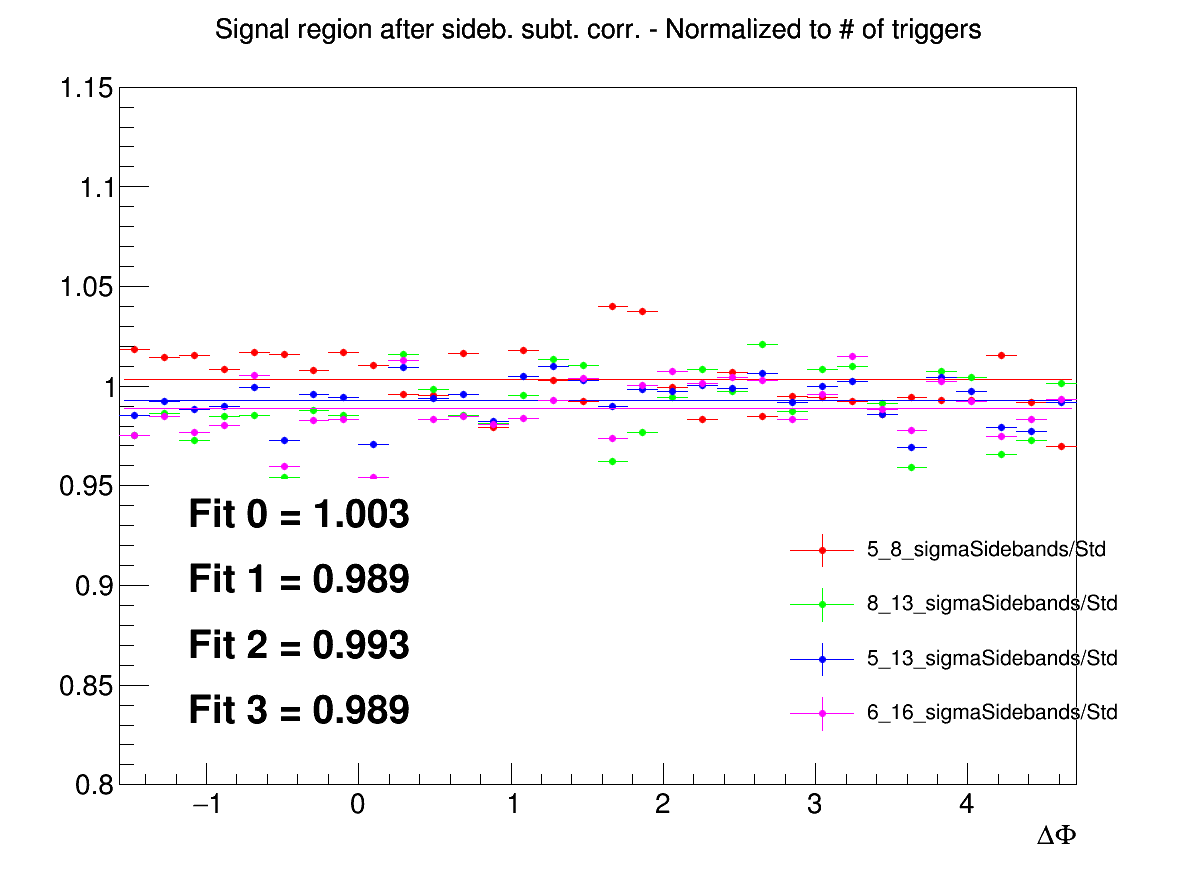 Signal region after sideb. subt. corr. - Normalized to # of triggers
1.15
1.1
1.05
1
0.95
0.9
0.85
0.8
Fit 0 = 1.003
Fit 1 = 0.989
Fit 2 = 0.993
Fit 3 = 0.989
5_8_sigmaSidebands/Std
8_13_sigmaSidebands/Std
5_13_sigmaSidebands/Std
6_16_sigmaSidebands/Std
−1 0 1 2 3 4
ΔΦ